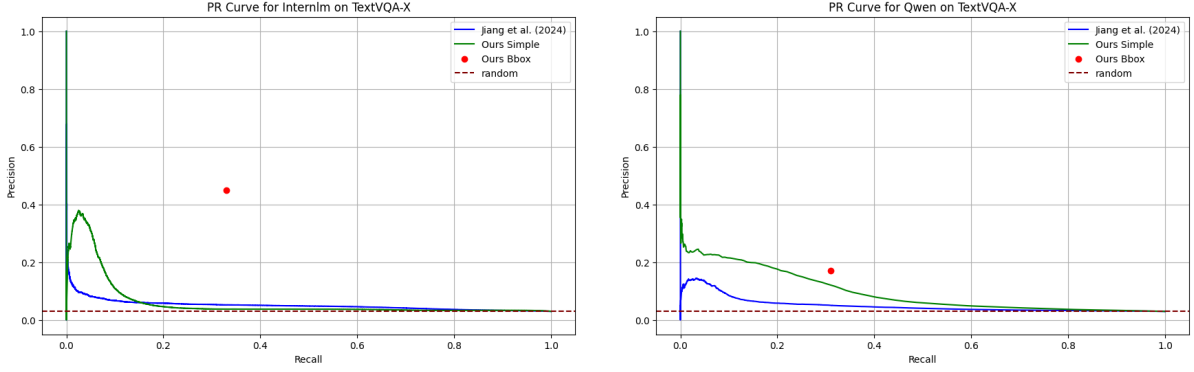 PR Curve for Internlm on TextVQA-X
1.0
0.8
0.6
0.4
0.2
0.0
Precision
0.0 0.2 0.4 0.6 0.8 1.0
Recall
Jiang et al. (2024)
Ours Simple
Ours Bbox
random
PR Curve for Qwen on TextVQA-X
1.0
0.8
0.6
0.4
0.2
0.0
Precision
0.0 0.2 0.4 0.6 0.8 1.0
Recall
Jiang et al. (2024)
Ours Simple
Ours Bbox
random